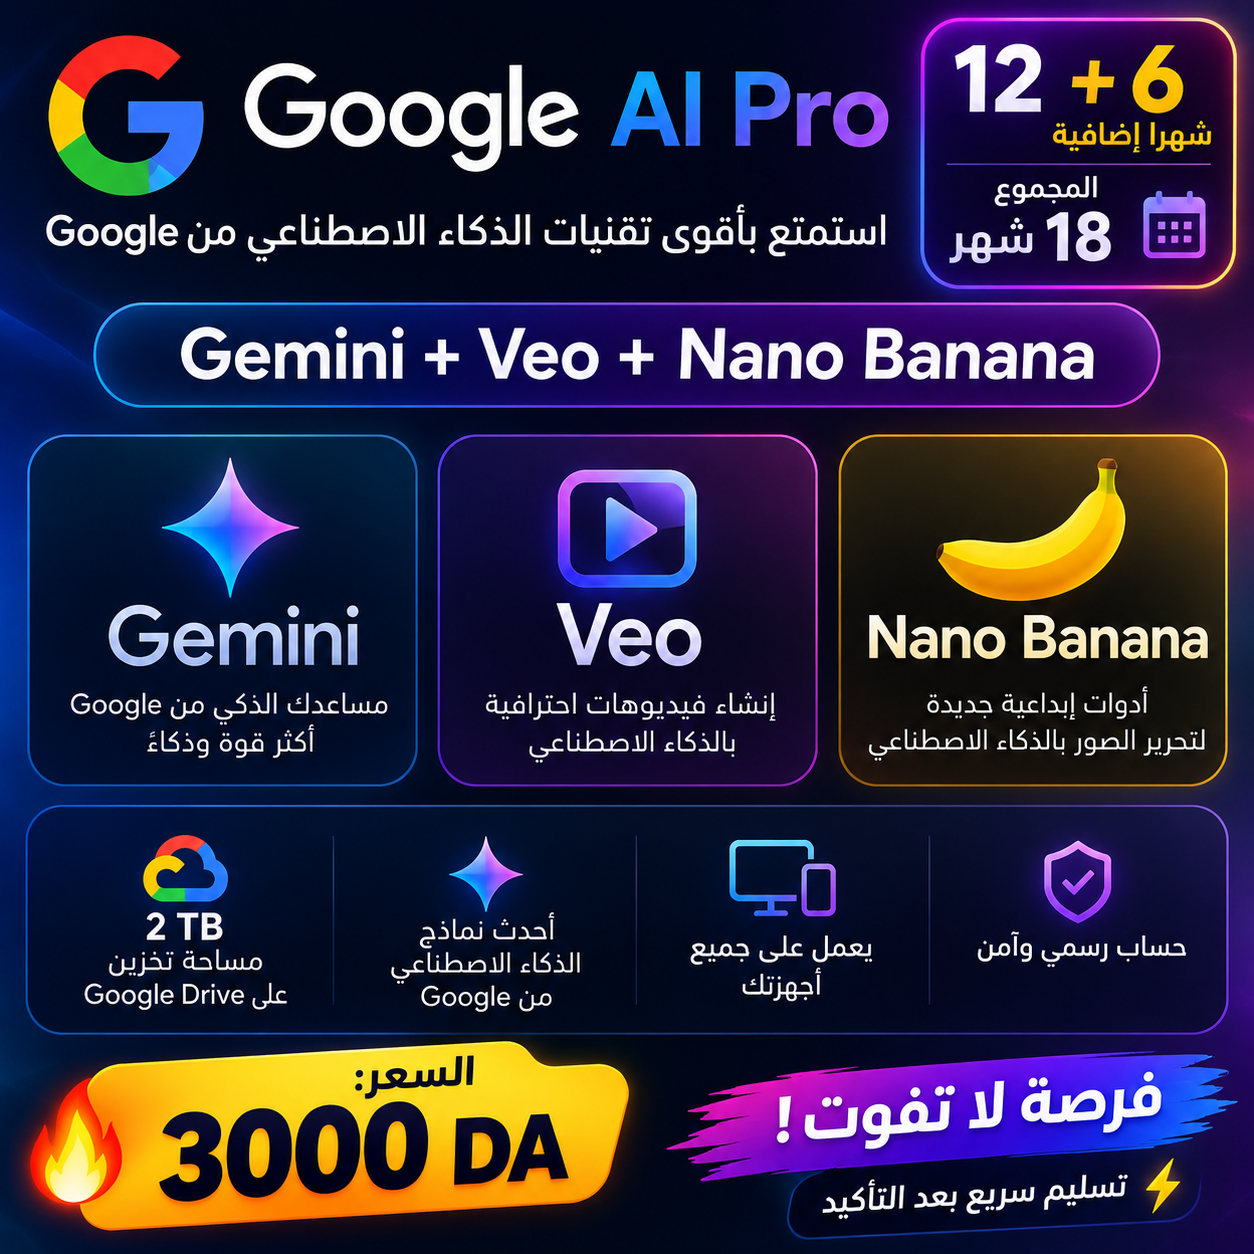 Google AI Pro
استمتع بأقوى تقنيات الذكاء الاصطناعي من Google
12 + 6
شهرا إضافية
المجموع
18 شهر
Gemini + Veo + Nano Banana
Gemini
مساعدك الذكي من Google
أكثر قوة وذكاءً
Veo
إنشاء فيديوهات احترافية
بالذكاء الاصطناعي
Nano Banana
أدوات إبداعية جديدة
لتحرير الصور بالذكاء الاصطناعي
2 TB
مساحة تخزين
على Google Drive
أحدث نماذج
الذكاء الاصطناعي
من Google
يعمل على جميع
أجهزتك
حساب رسمي وآمن
السعر:
3000 DA
فرصة لا تفوت !
تسليم سريع بعد التأكيد